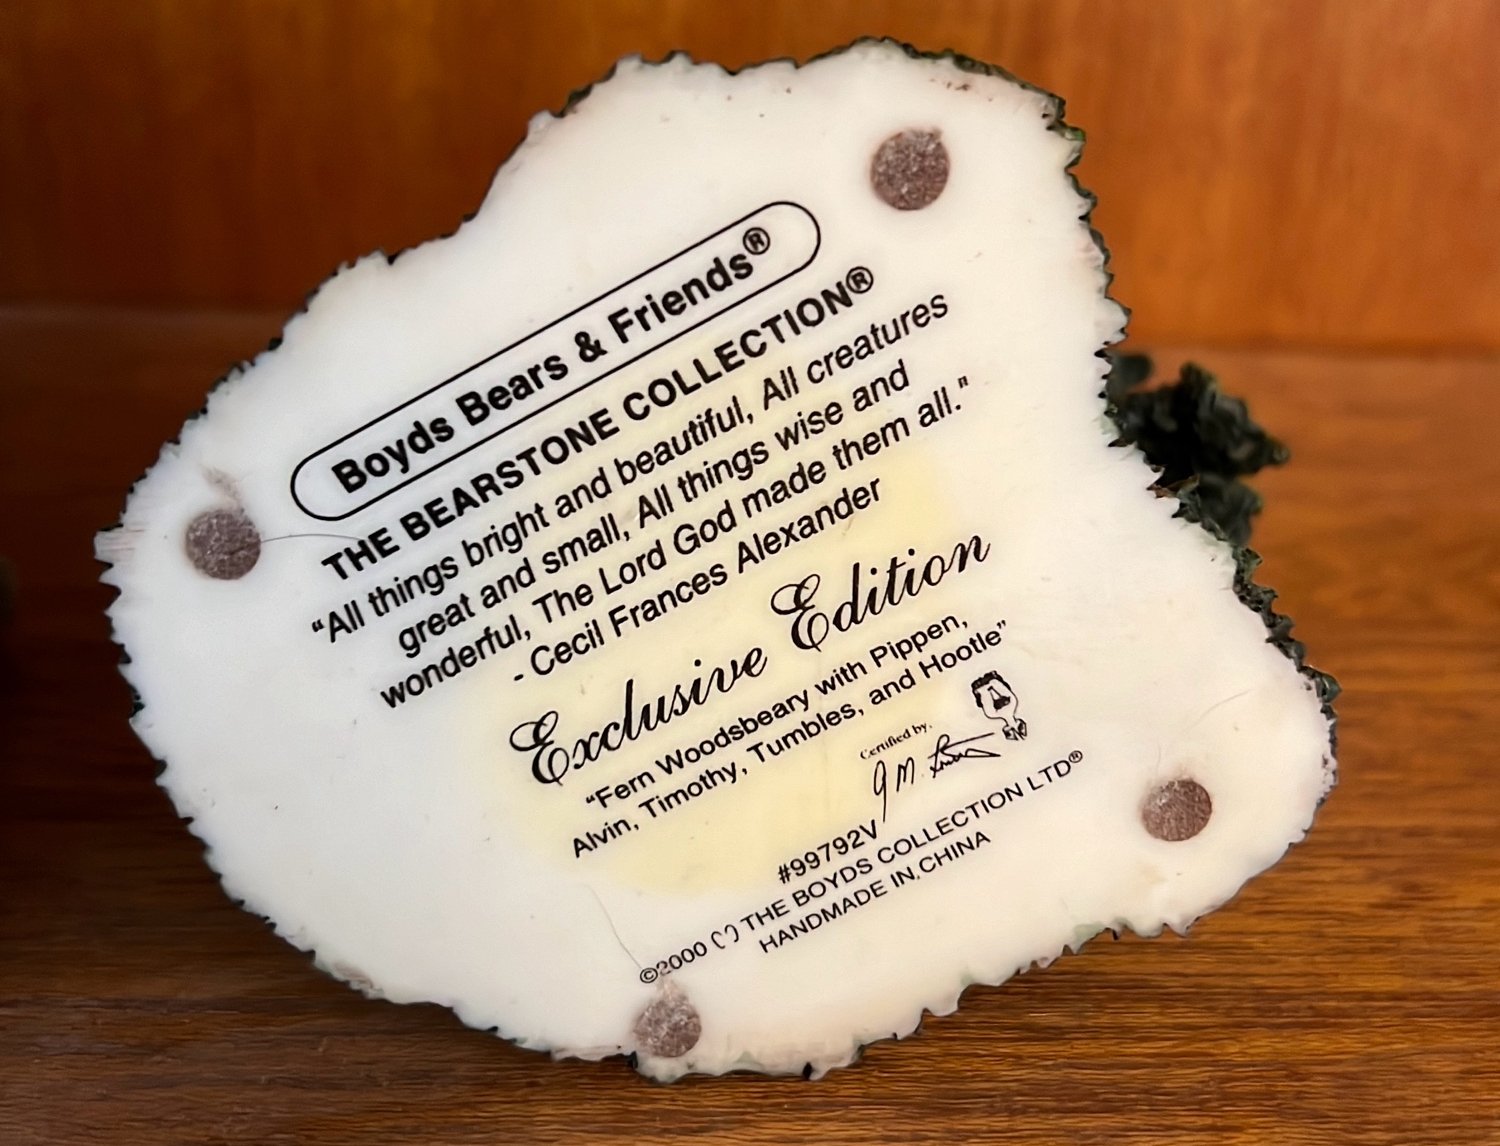 Boyds Bears & Friends®
THE BEARSTONE COLLECTION®
“All things bright and beautiful, All creatures
great and small, All things wise and
wonderful, The Lord God made them all."
- Cecil Frances Alexander
Exclusive Edition
“Fern Woodsbeary with Pippen,
Alvin, Timothy, Tumbles, and Hootle”
Certified by:
J M
#99792V
©2000 THE BOYDS COLLECTION LTD®
HANDMADE IN CHINA